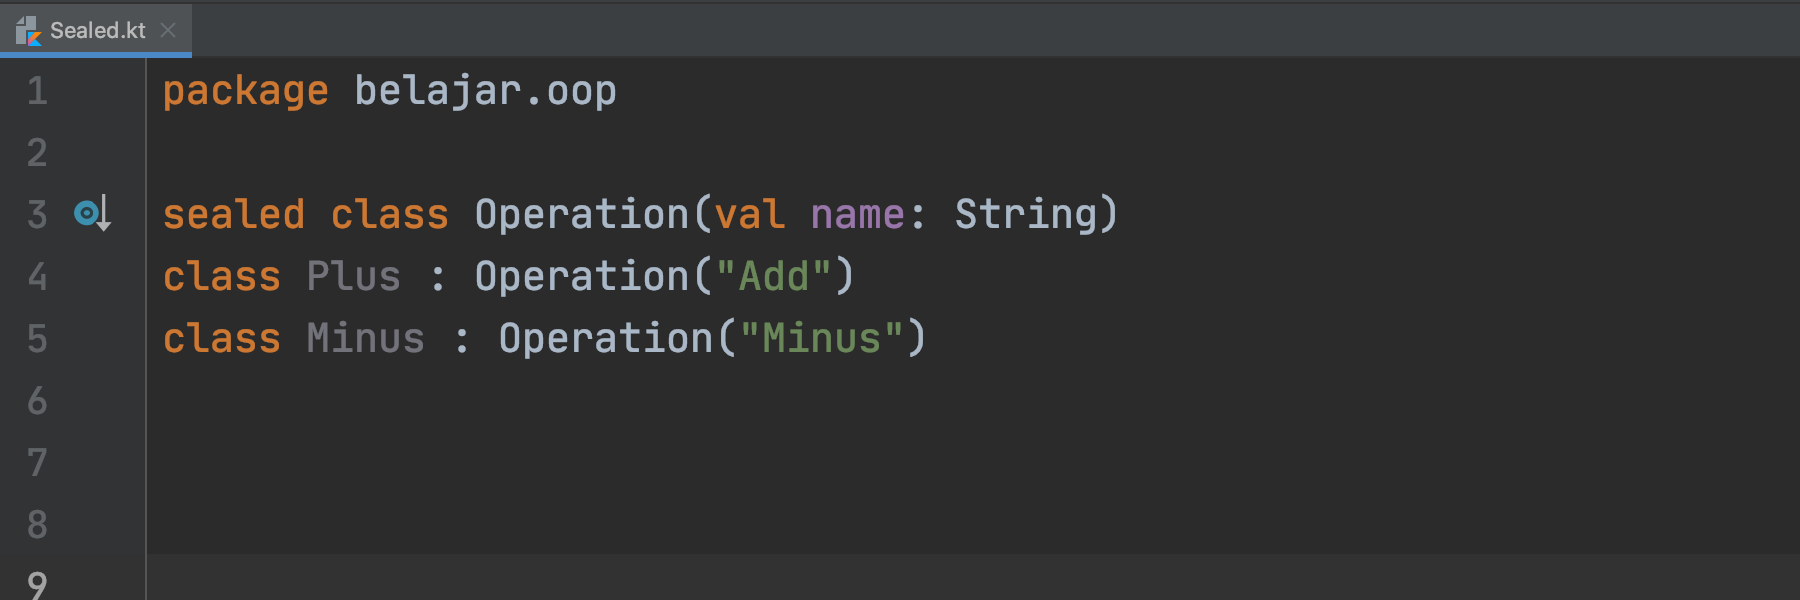 Sealed.kt
1 package belajar.oop
2
3 sealed class Operation(val name: String)
4 class Plus : Operation("Add")
5 class Minus : Operation("Minus")
6
7
8
9